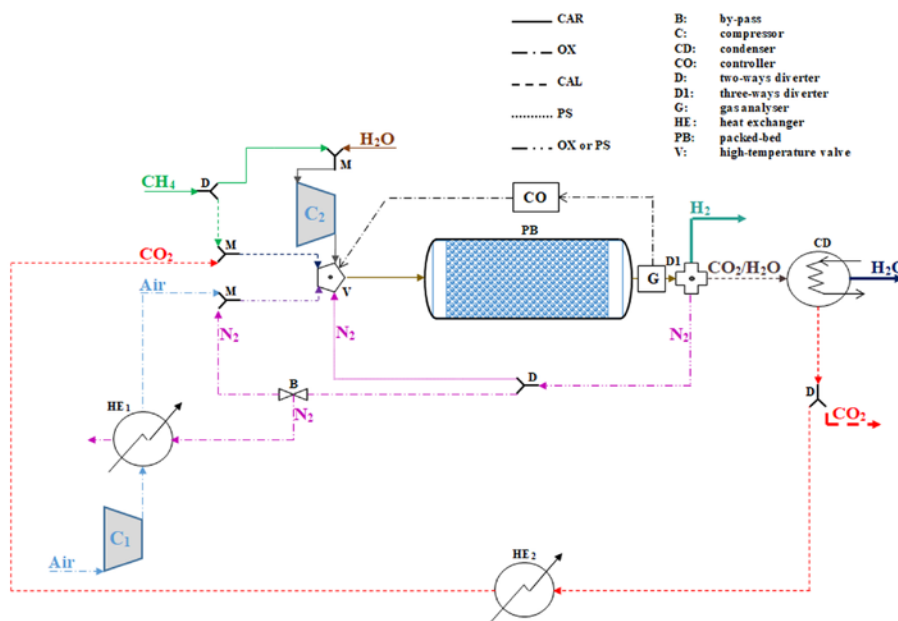 CAR
OX
CAL
PS
OX or PS
B: by-pass
C: compressor
CD: condenser
CO: controller
D: two-ways diverter
D1: three-ways diverter
G: gas analyser
HE: heat exchanger
PB: packed-bed
V: high-temperature valve
H₂O
M
CH₄
D
C₂
CO
PB
H₂
CD
CO₂
M
V
G
D1
CO₂/H₂O
H₂O
Air
M
N₂
N₂
N₂
B
N₂
D
D
CO₂
HE₁
C₁
Air
HE₂